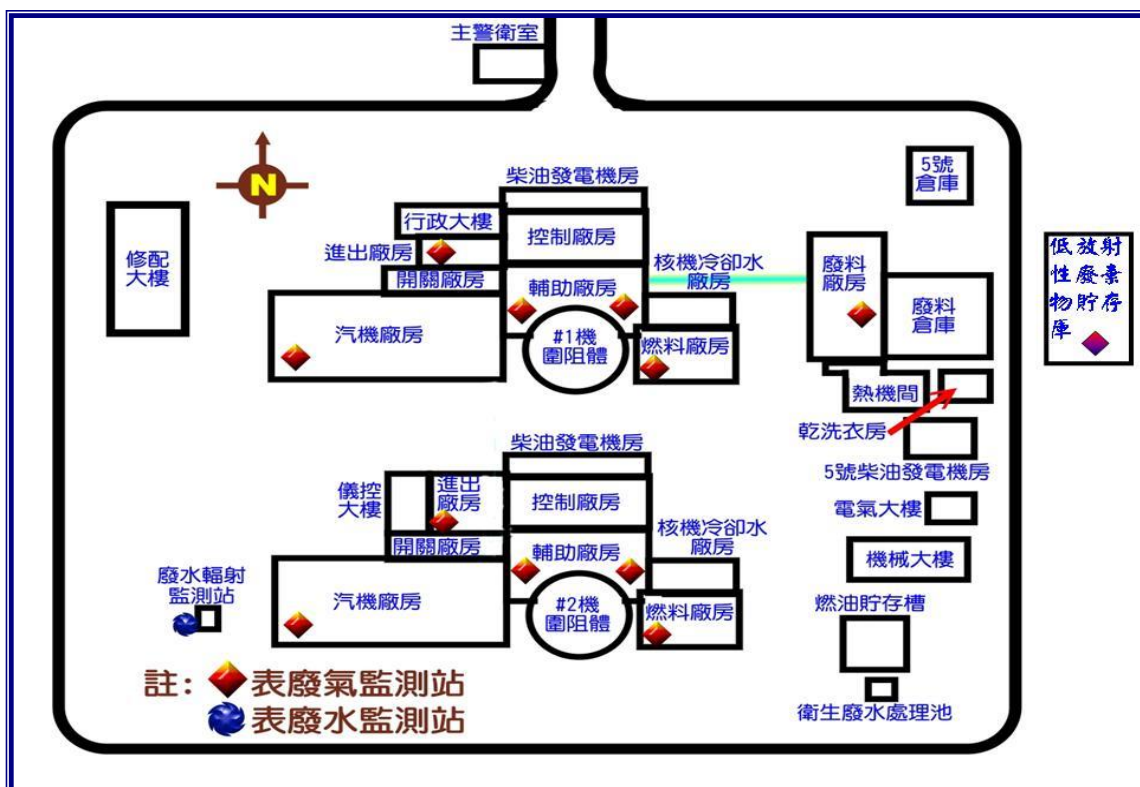 主警衛室
5號
倉庫
柴油發電機房
N
行政大樓
控制廠房
修配
大樓
進出廠房
開關廠房
輔助廠房
核機冷卻水
廠房
廢料
廠房
廢料
倉庫
低放射
性廢棄
物貯存
庫
汽機廠房
#1機
圍阻體
燃料廠房
熱機間
乾洗衣房
5號柴油發電機房
柴油發電機房
儀控
大樓
進出
廠房
控制廠房
電氣大樓
開關廠房
輔助廠房
核機冷卻水
廠房
機械大樓
廢水輻射
監測站
汽機廠房
#2機
圍阻體
燃料廠房
燃油貯存槽
衛生廢水處理池
註:
表廢氣監測站
表廢水監測站